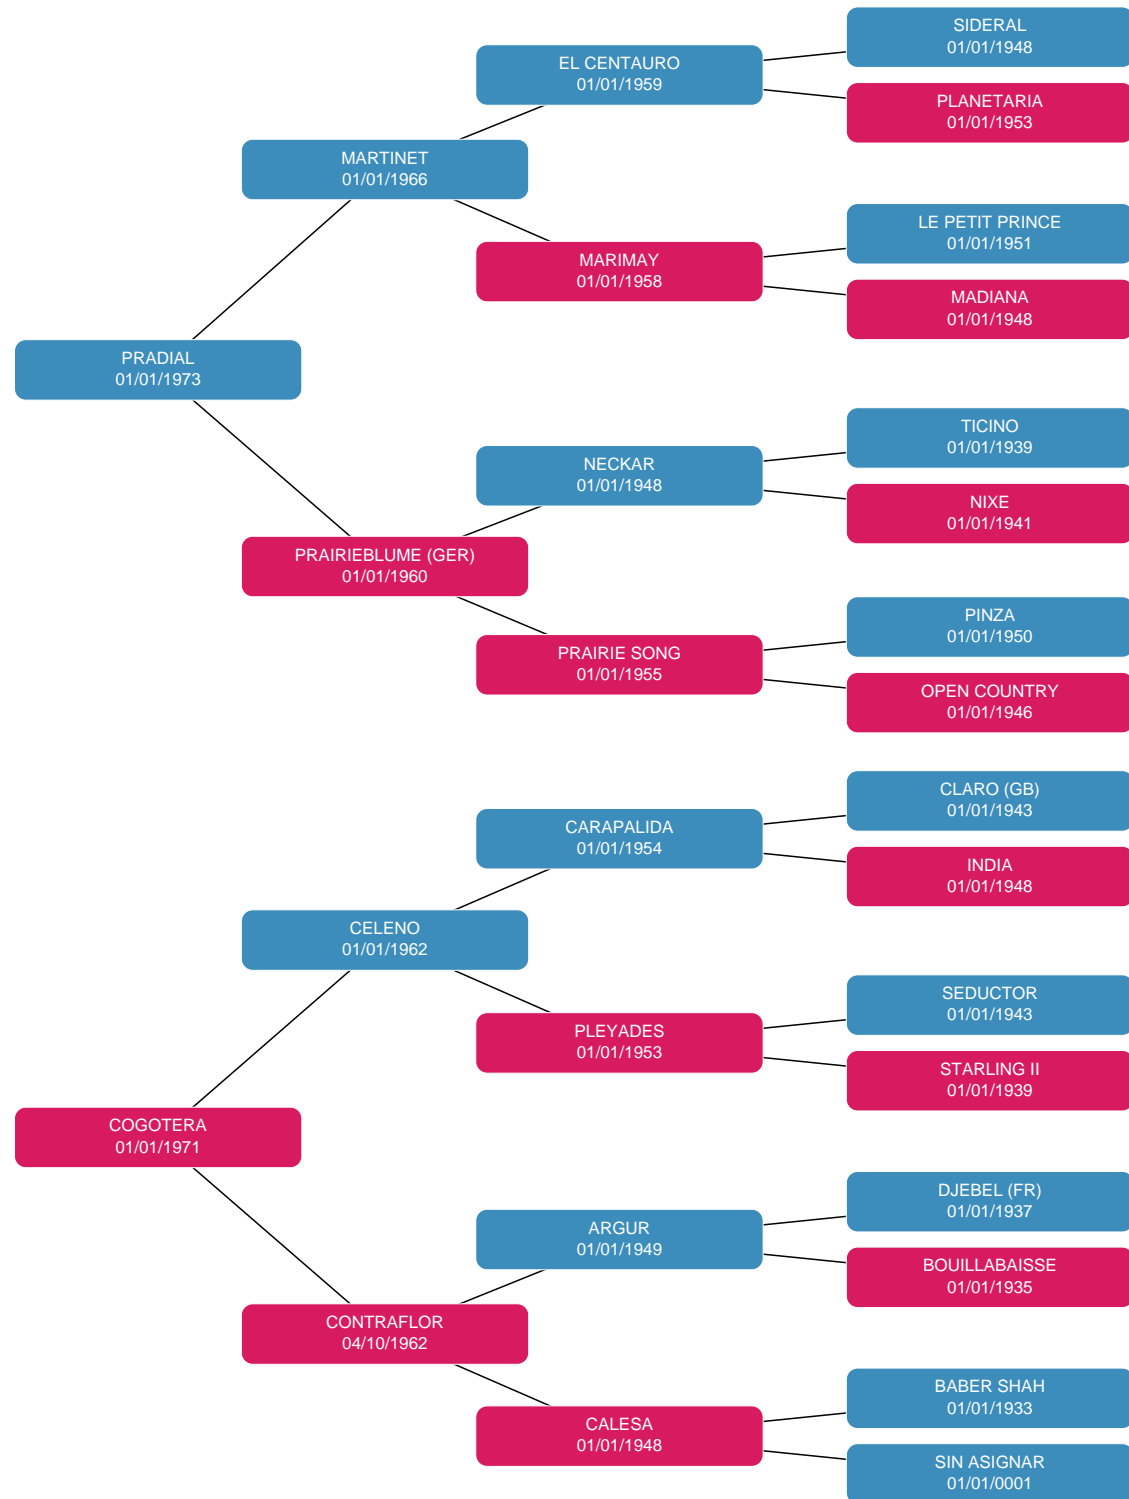 SIDERAL
01/01/1948
EL CENTAURO
01/01/1959
PLANETARIA
01/01/1953
MARTINET
01/01/1966
LE PETIT PRINCE
01/01/1951
MARIMAY
01/01/1958
MADIANA
01/01/1948
PRADIAL
01/01/1973
TICINO
01/01/1939
NECKAR
01/01/1948
NIXE
01/01/1941
PRAIRIEBLUME (GER)
01/01/1960
PINZA
01/01/1950
PRAIRIE SONG
01/01/1955
OPEN COUNTRY
01/01/1946
CLARO (GB)
01/01/1943
CARAPALIDA
01/01/1954
INDIA
01/01/1948
CELENO
01/01/1962
SEDUCTOR
01/01/1943
PLEYADES
01/01/1953
STARLING II
01/01/1939
COGOTERA
01/01/1971
DJEBEL (FR)
01/01/1937
ARGUR
01/01/1949
BOUILLABAISSE
01/01/1935
CONTRAFLOR
04/10/1962
BABER SHAH
01/01/1933
CALESA
01/01/1948
SIN ASIGNAR
01/01/0001